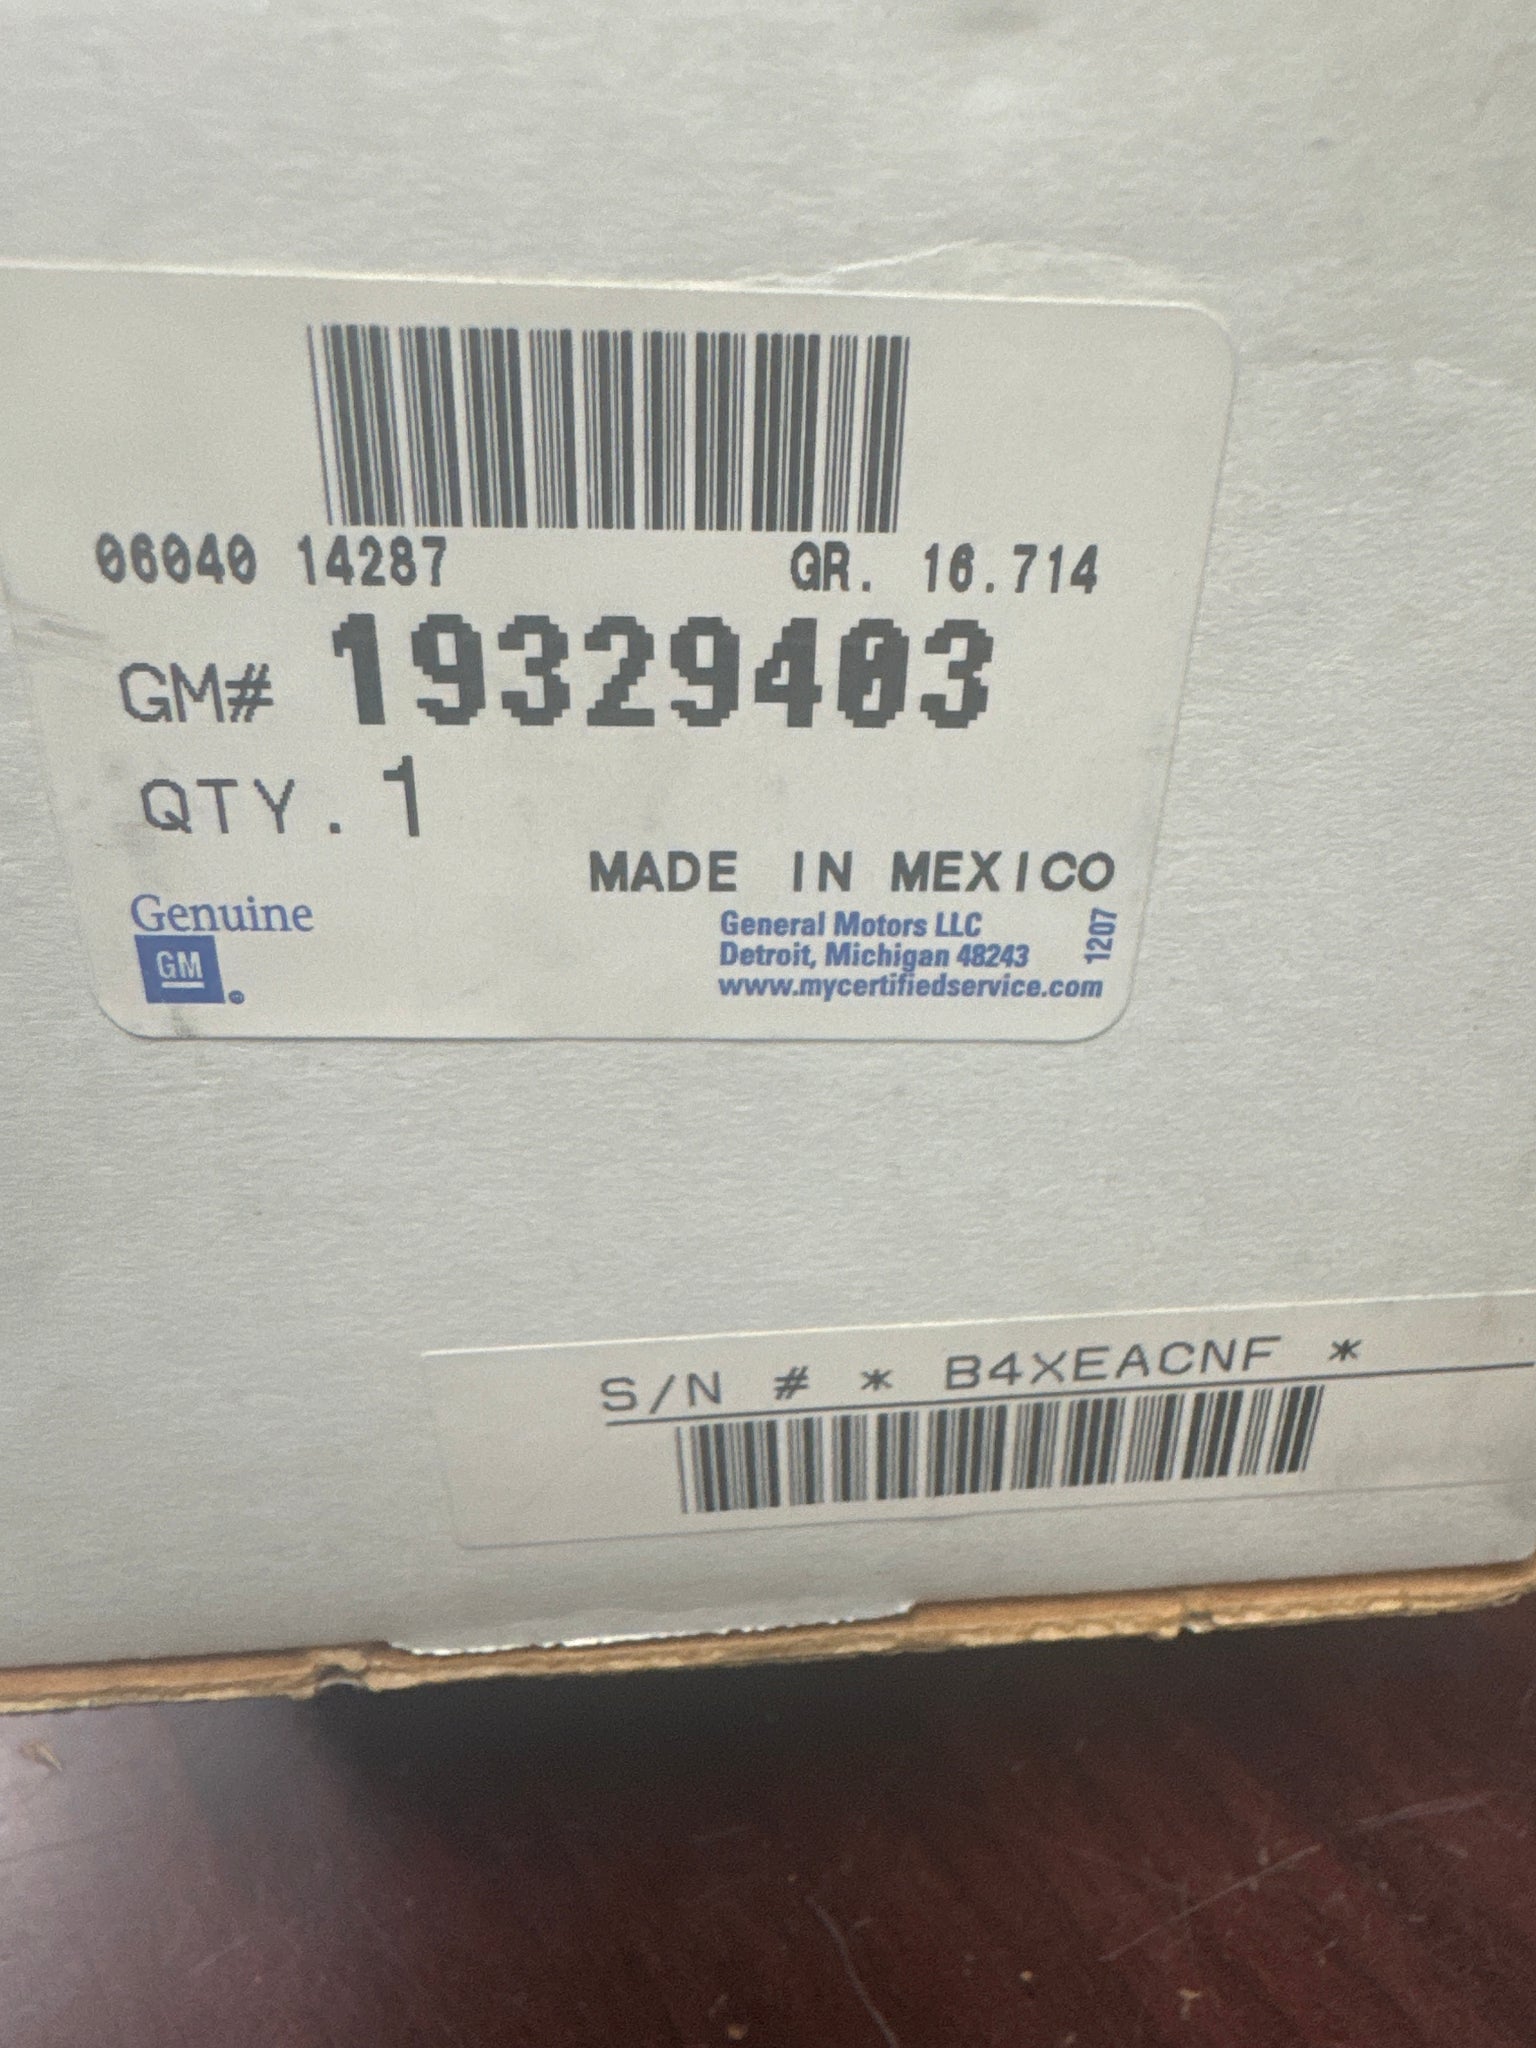 06040 14287 GR. 16.714
GM# 19329403
QTY. 1
MADE IN MEXICO
Genuine
GM
General Motors LLC
Detroit, Michigan 48243
www.mycertifiedservice.com
1207
S/N # * B4XEACNF *